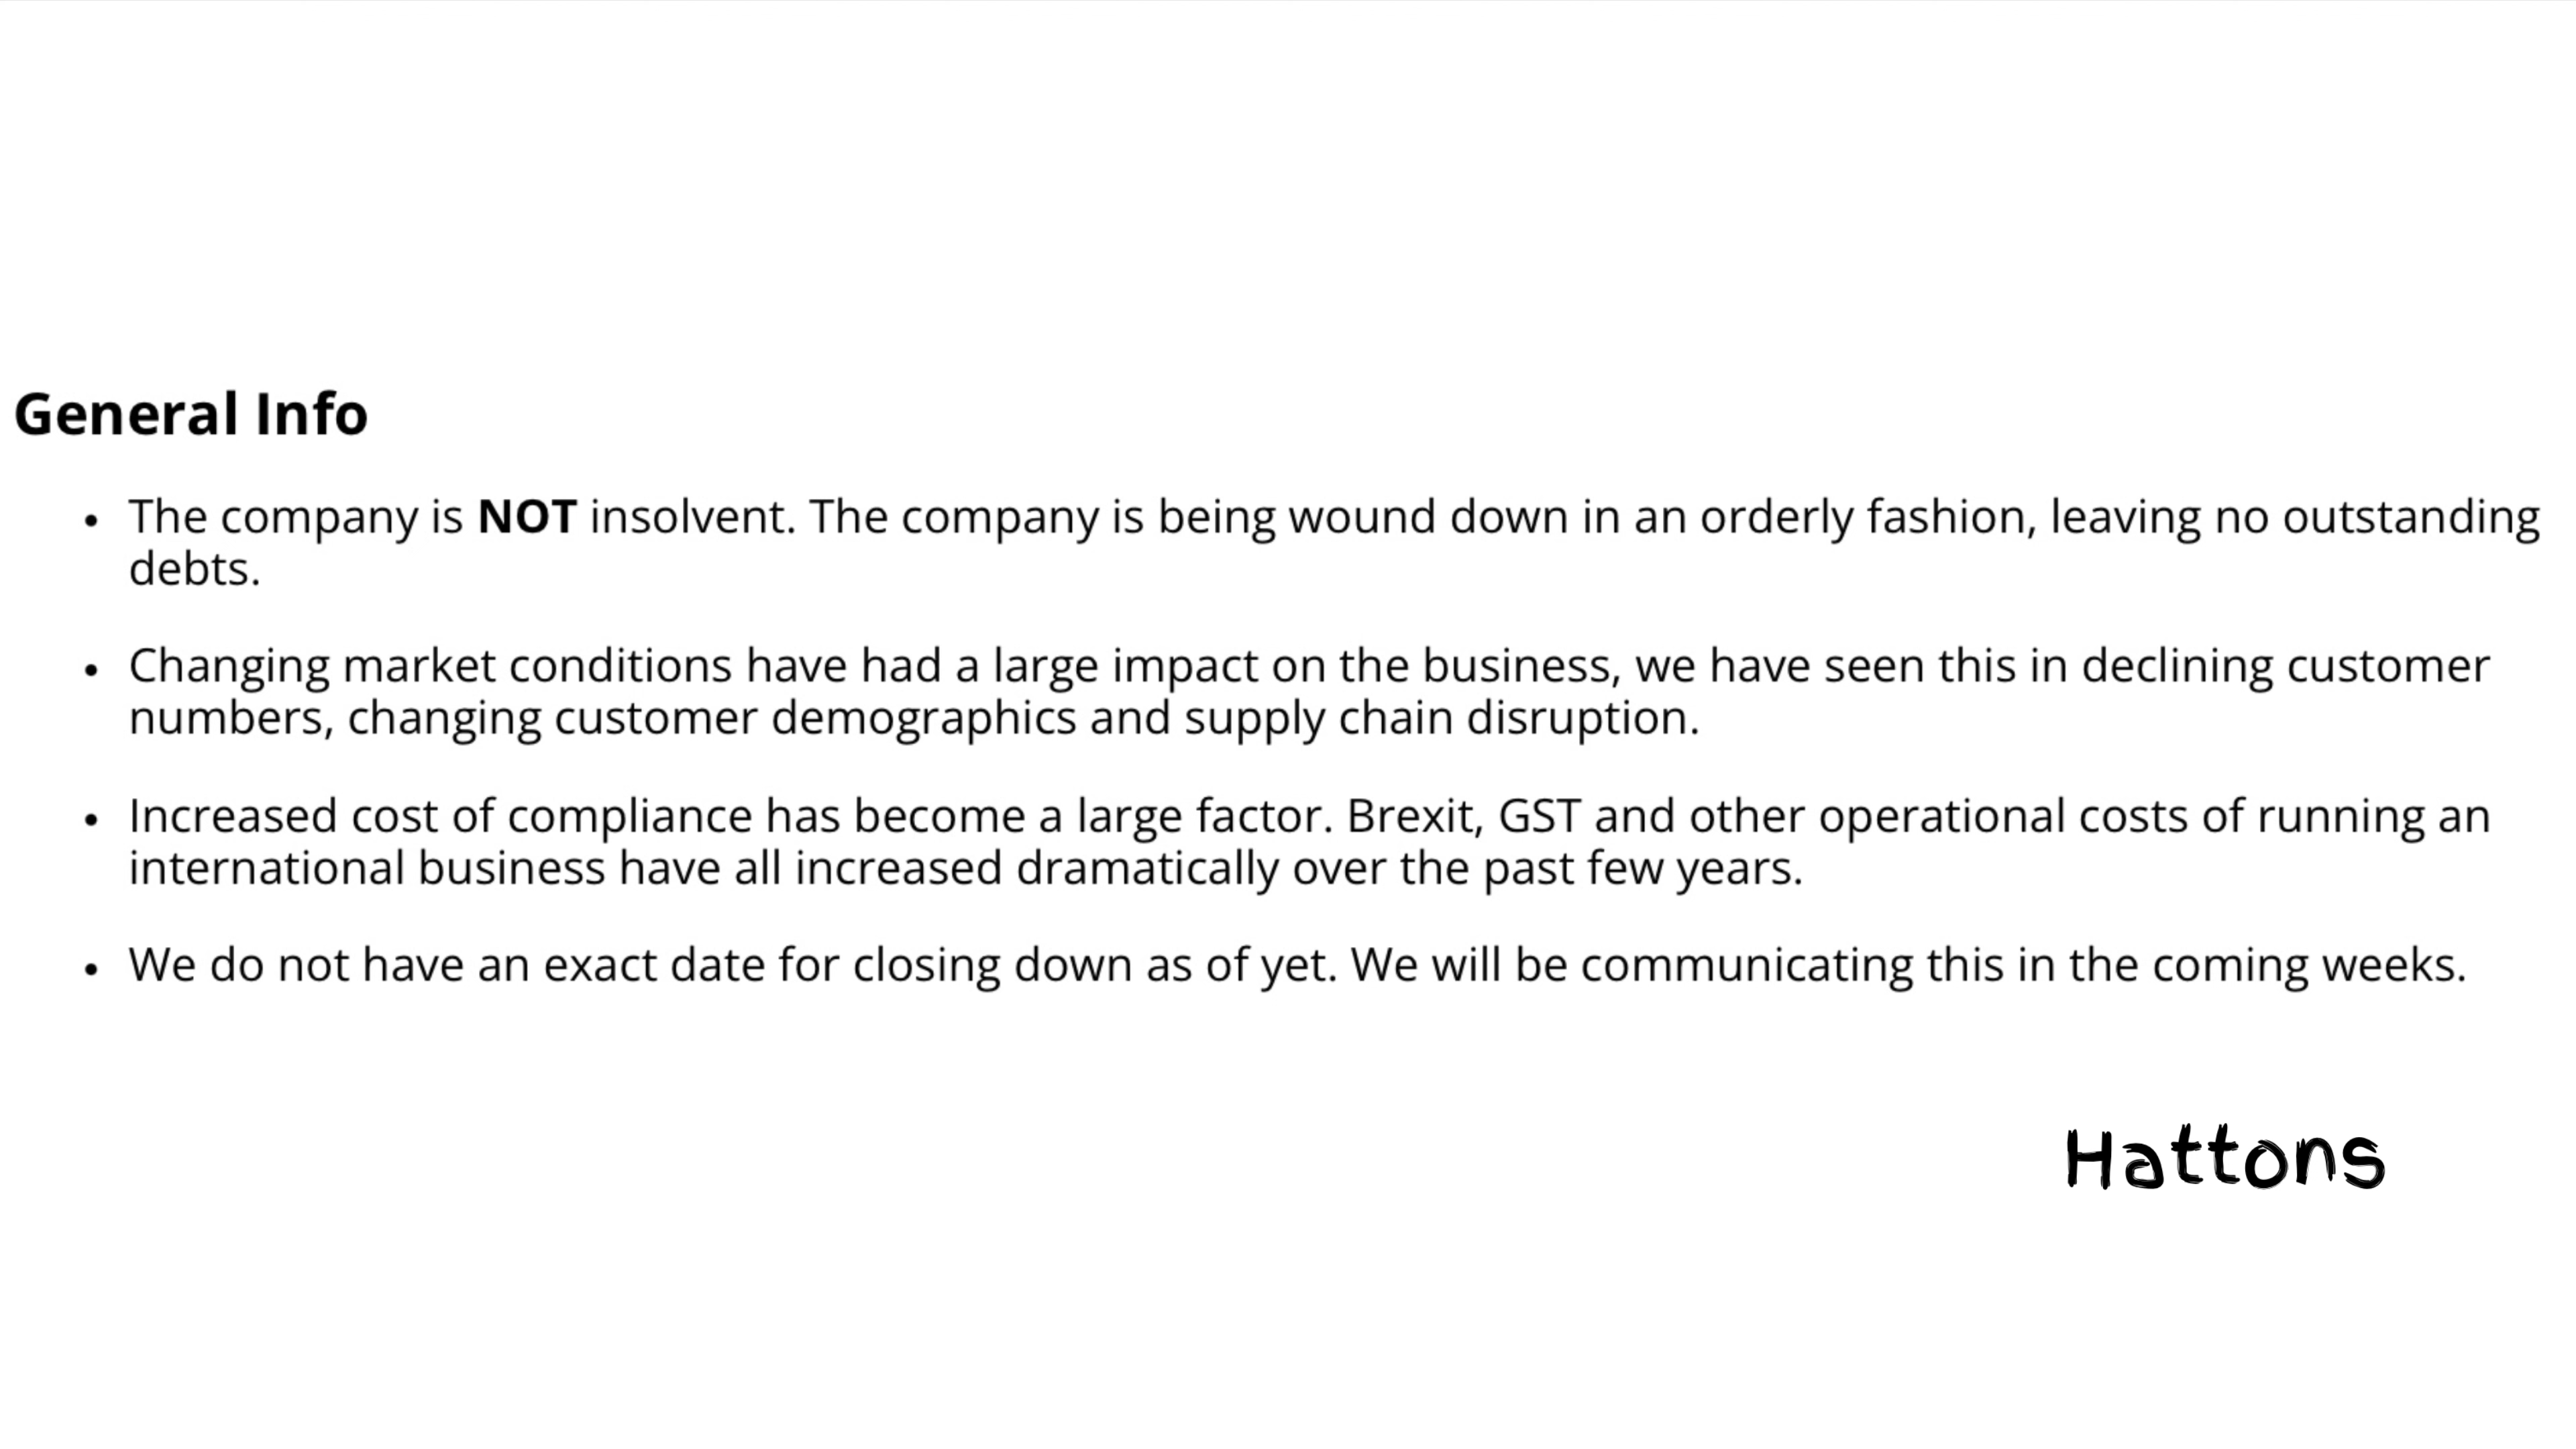 General Info
• The company is NOT insolvent. The company is being wound down in an orderly fashion, leaving no outstanding
debts.
• Changing market conditions have had a large impact on the business, we have seen this in declining customer
numbers, changing customer demographics and supply chain disruption.
• Increased cost of compliance has become a large factor. Brexit, GST and other operational costs of running an
international business have all increased dramatically over the past few years.
• We do not have an exact date for closing down as of yet. We will be communicating this in the coming weeks.
Hattons